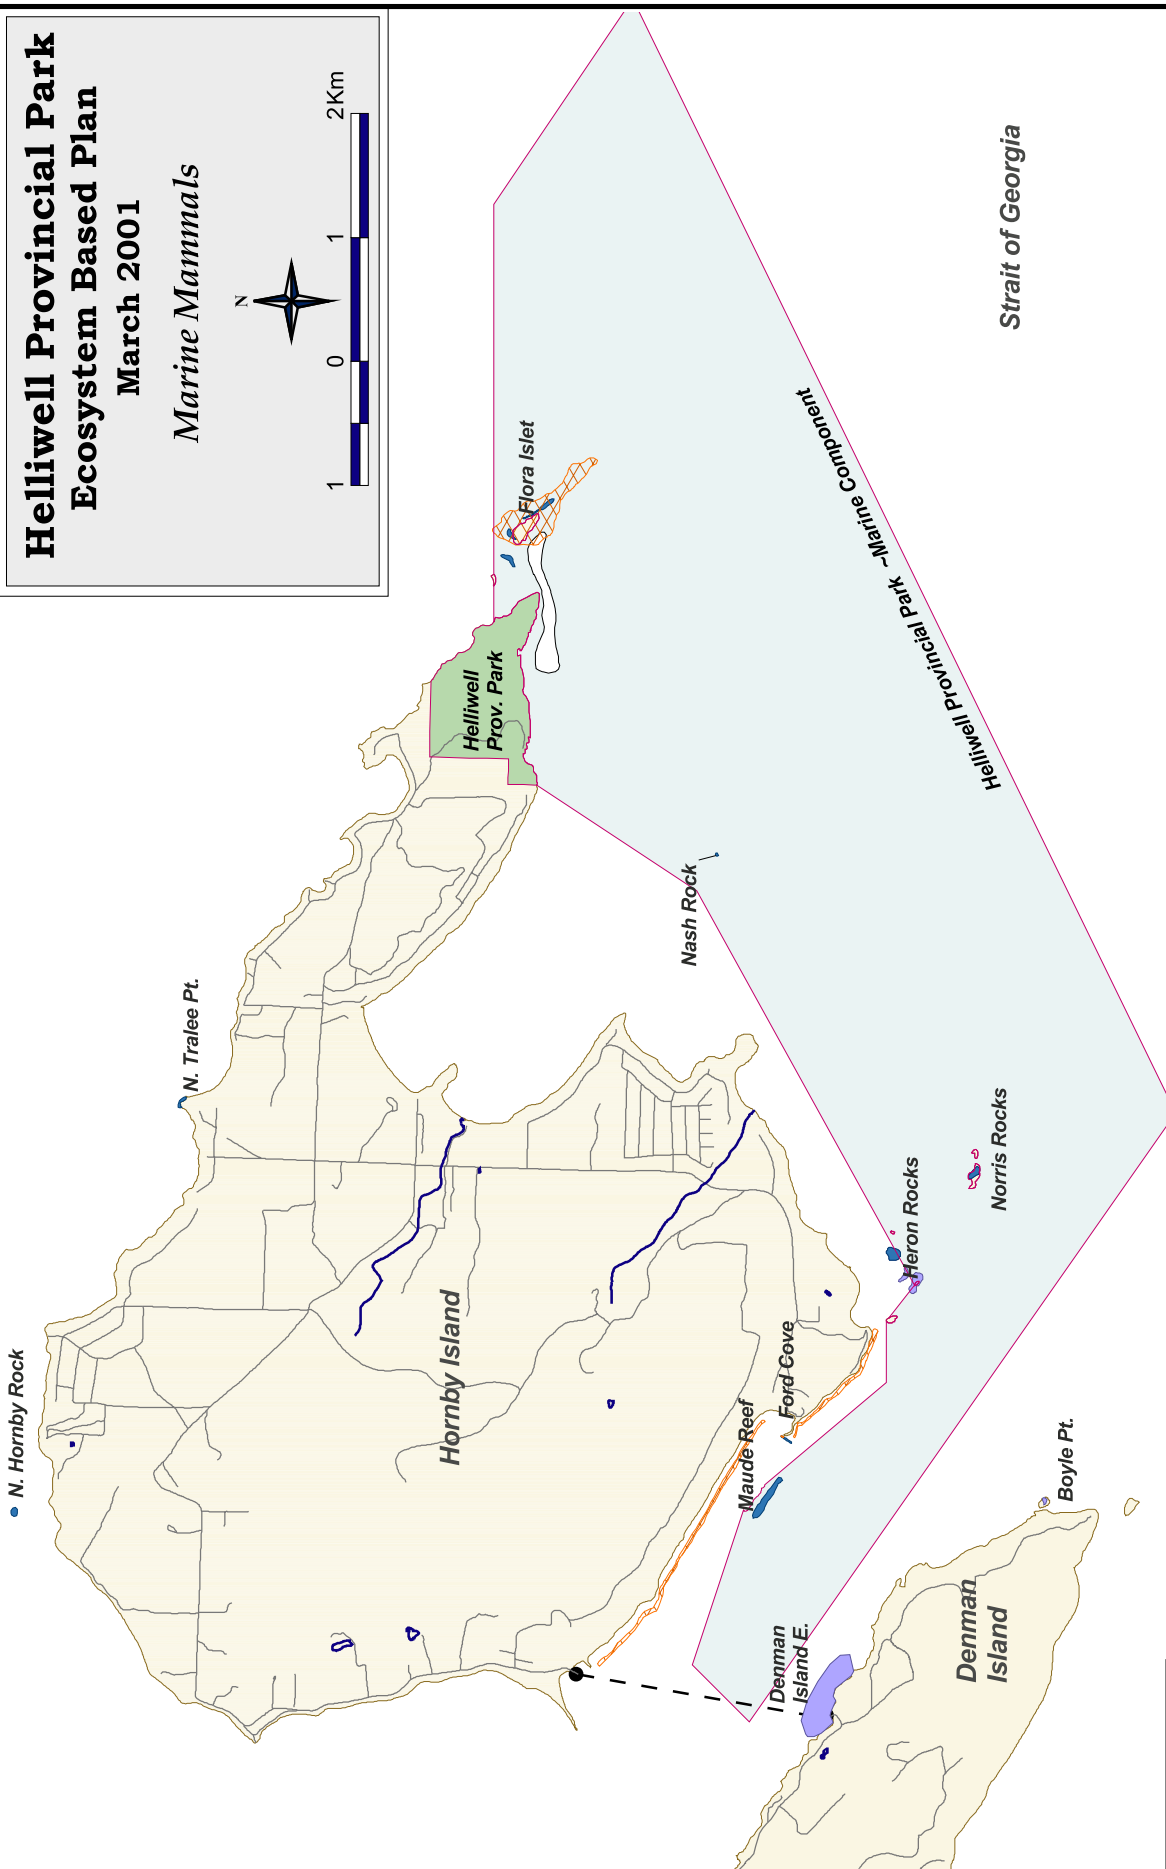 Helliwell Provincial Park
Ecosystem Based Plan
March 2001
Marine Mammals
N
1 0 1 2Km
N. Hornby Rock
N. Tralee Pt.
Hornby Island
Helliwell
Prov. Park
Flora Islet
Strait of Georgia
Nash Rock
Helliwell Provincial Park ~Marine Component
Maude Reef
Ford Cove
Heron Rocks
Norris Rocks
Denman
Island E.
Denman
Island
Boyle Pt.